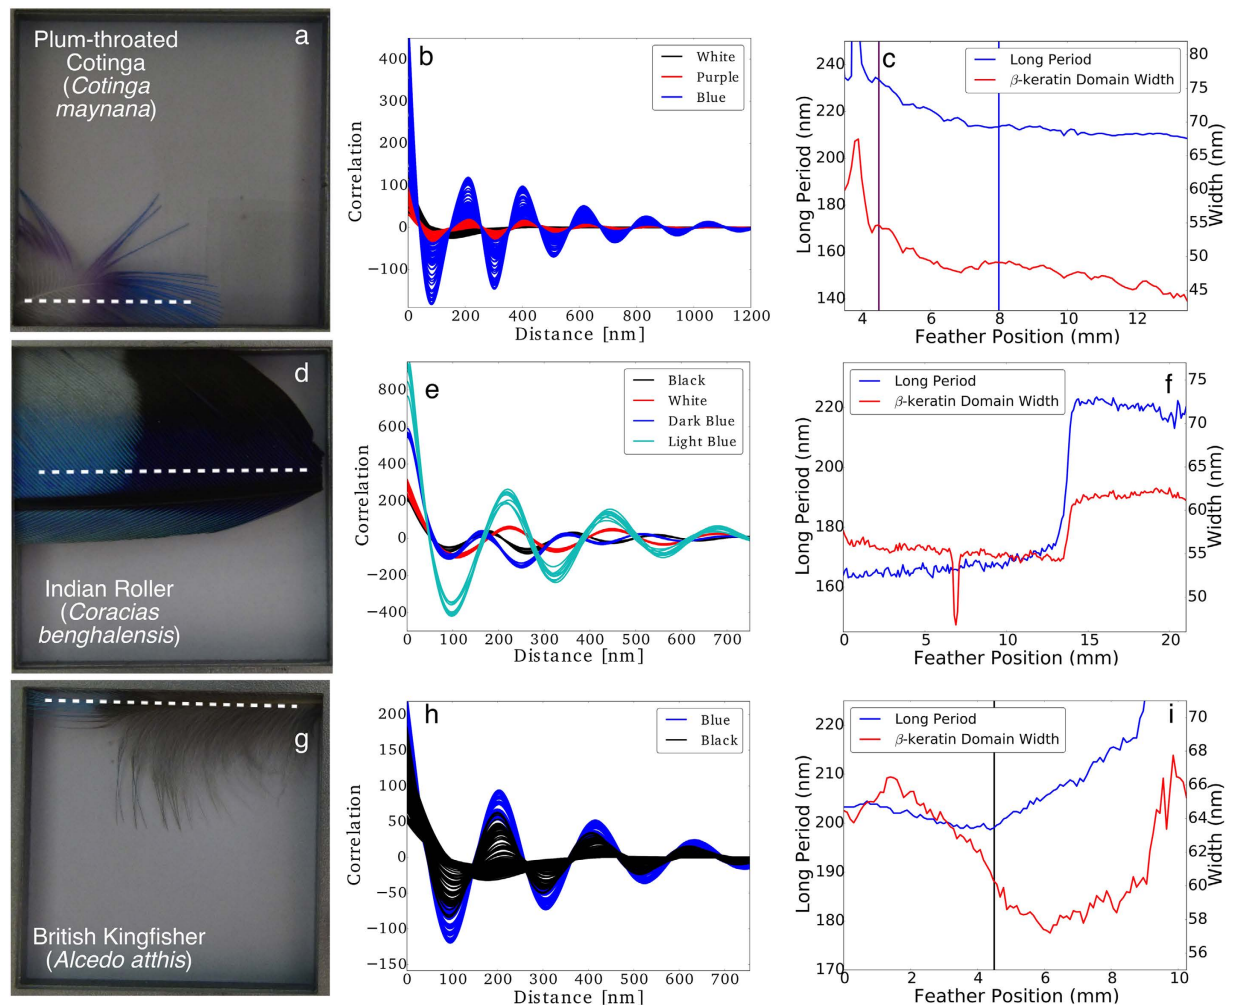 Plum-throated
Cotinga
(Cotinga
maynana)
a
b
White
Purple
Blue
Correlation
400
300
200
100
0
−100
0 200 400 600 800 1000 1200
Distance [nm]
c
Long Period
β-keratin Domain Width
Long Period (nm)
240
220
200
180
160
140
80
75
70
65
60
55
50
45
Width (nm)
4 6 8 10 12
Feather Position (mm)
d
Indian Roller
(Coracias
benghalensis)
e
Black
White
Dark Blue
Light Blue
Correlation
800
600
400
200
0
−200
−400
0 100 200 300 400 500 600 700
Distance [nm]
f
Long Period
β-keratin Domain Width
Long Period (nm)
220
200
180
160
75
70
65
60
55
50
Width (nm)
0 5 10 15 20
Feather Position (mm)
g
British Kingfisher
(Alcedo atthis)
h
Blue
Black
Correlation
200
150
100
50
0
−50
−100
−150
0 100 200 300 400 500 600 700
Distance [nm]
i
Long Period
β-keratin Domain Width
Long Period (nm)
220
210
200
190
180
170
70
68
66
64
62
60
58
56
Width (nm)
0 2 4 6 8 10
Feather Position (mm)